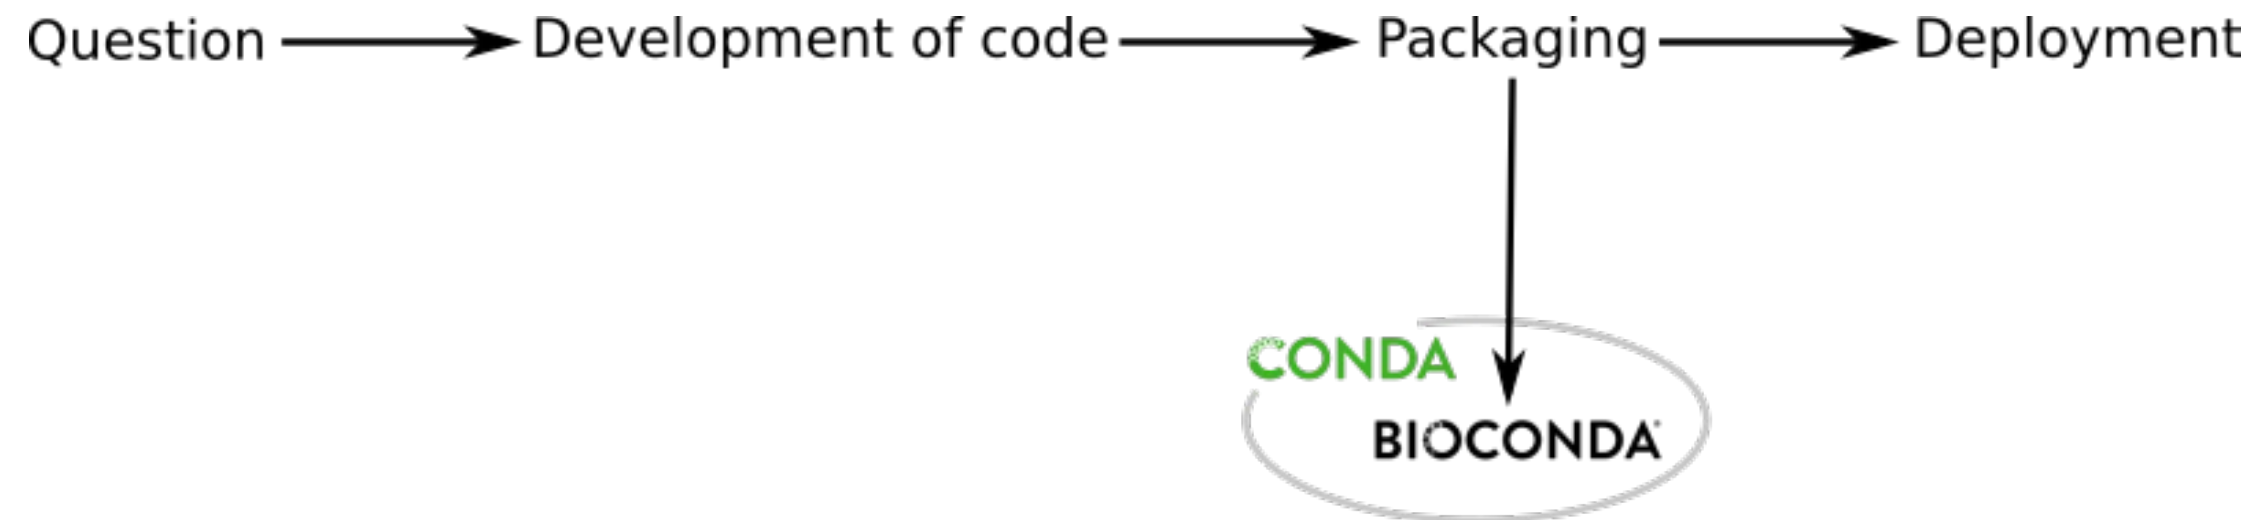 Question Development of code Packaging Deployment
CONDA
BIOCONDA